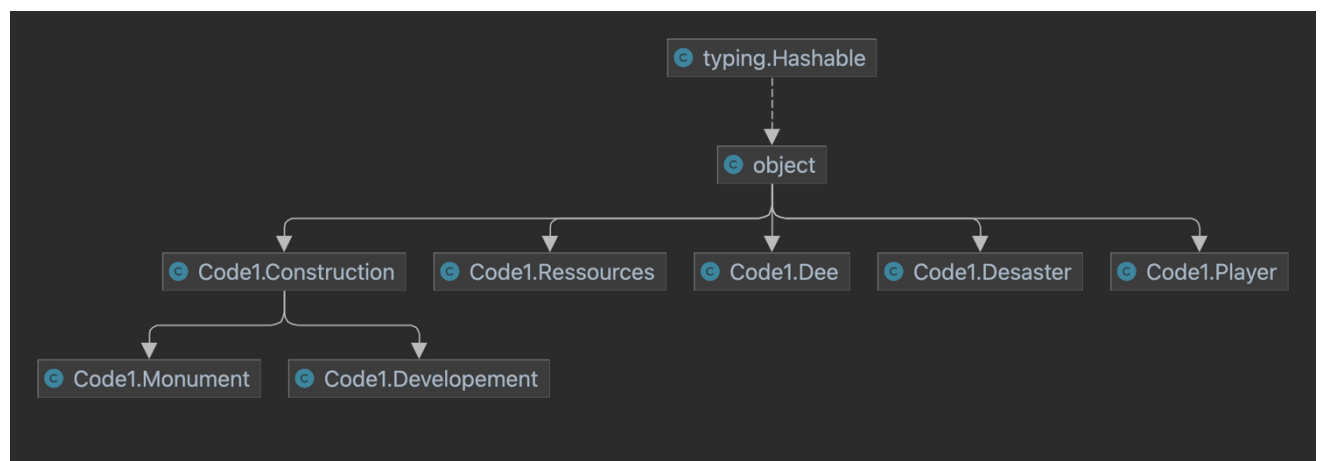 typing.Hashable
object
Code1.Construction Code1.Ressources Code1.Dee Code1.Desaster Code1.Player
Code1.Monument Code1.Developement